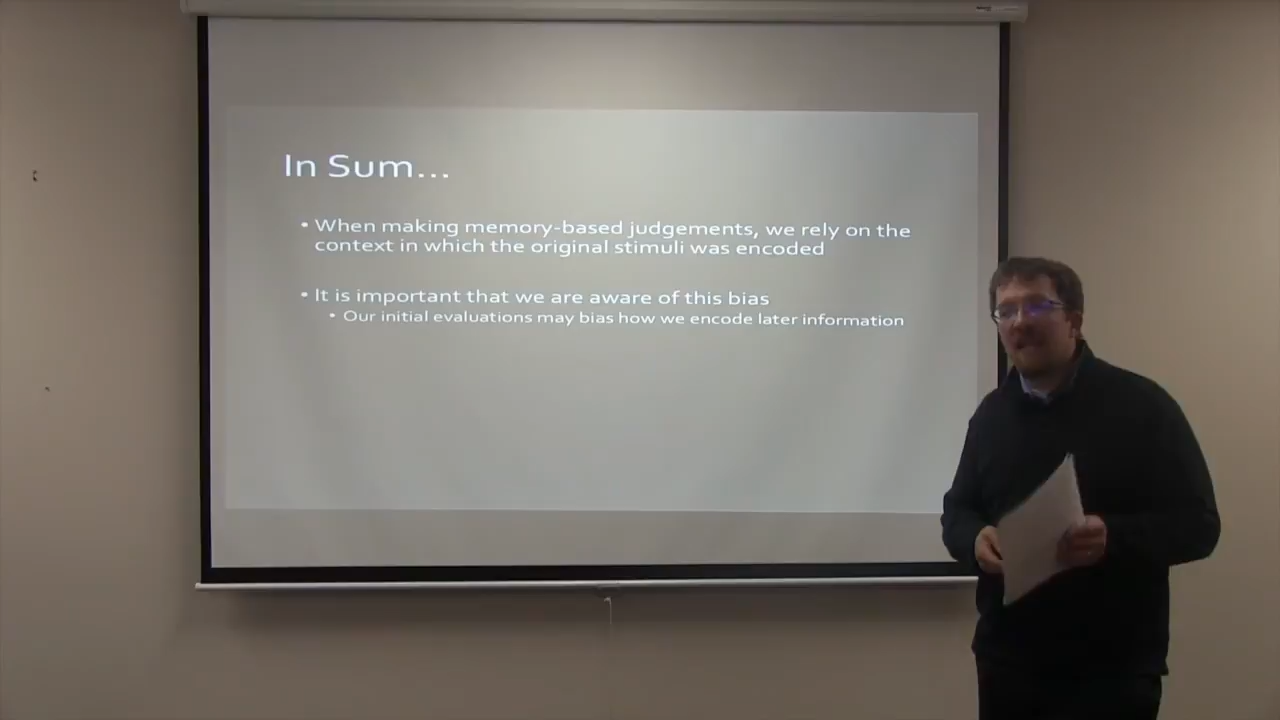 In Sum...
• When making memory-based judgements, we rely on the
context in which the original stimuli was encoded
• It is important that we are aware of this bias
• Our initial evaluations may bias how we encode later information